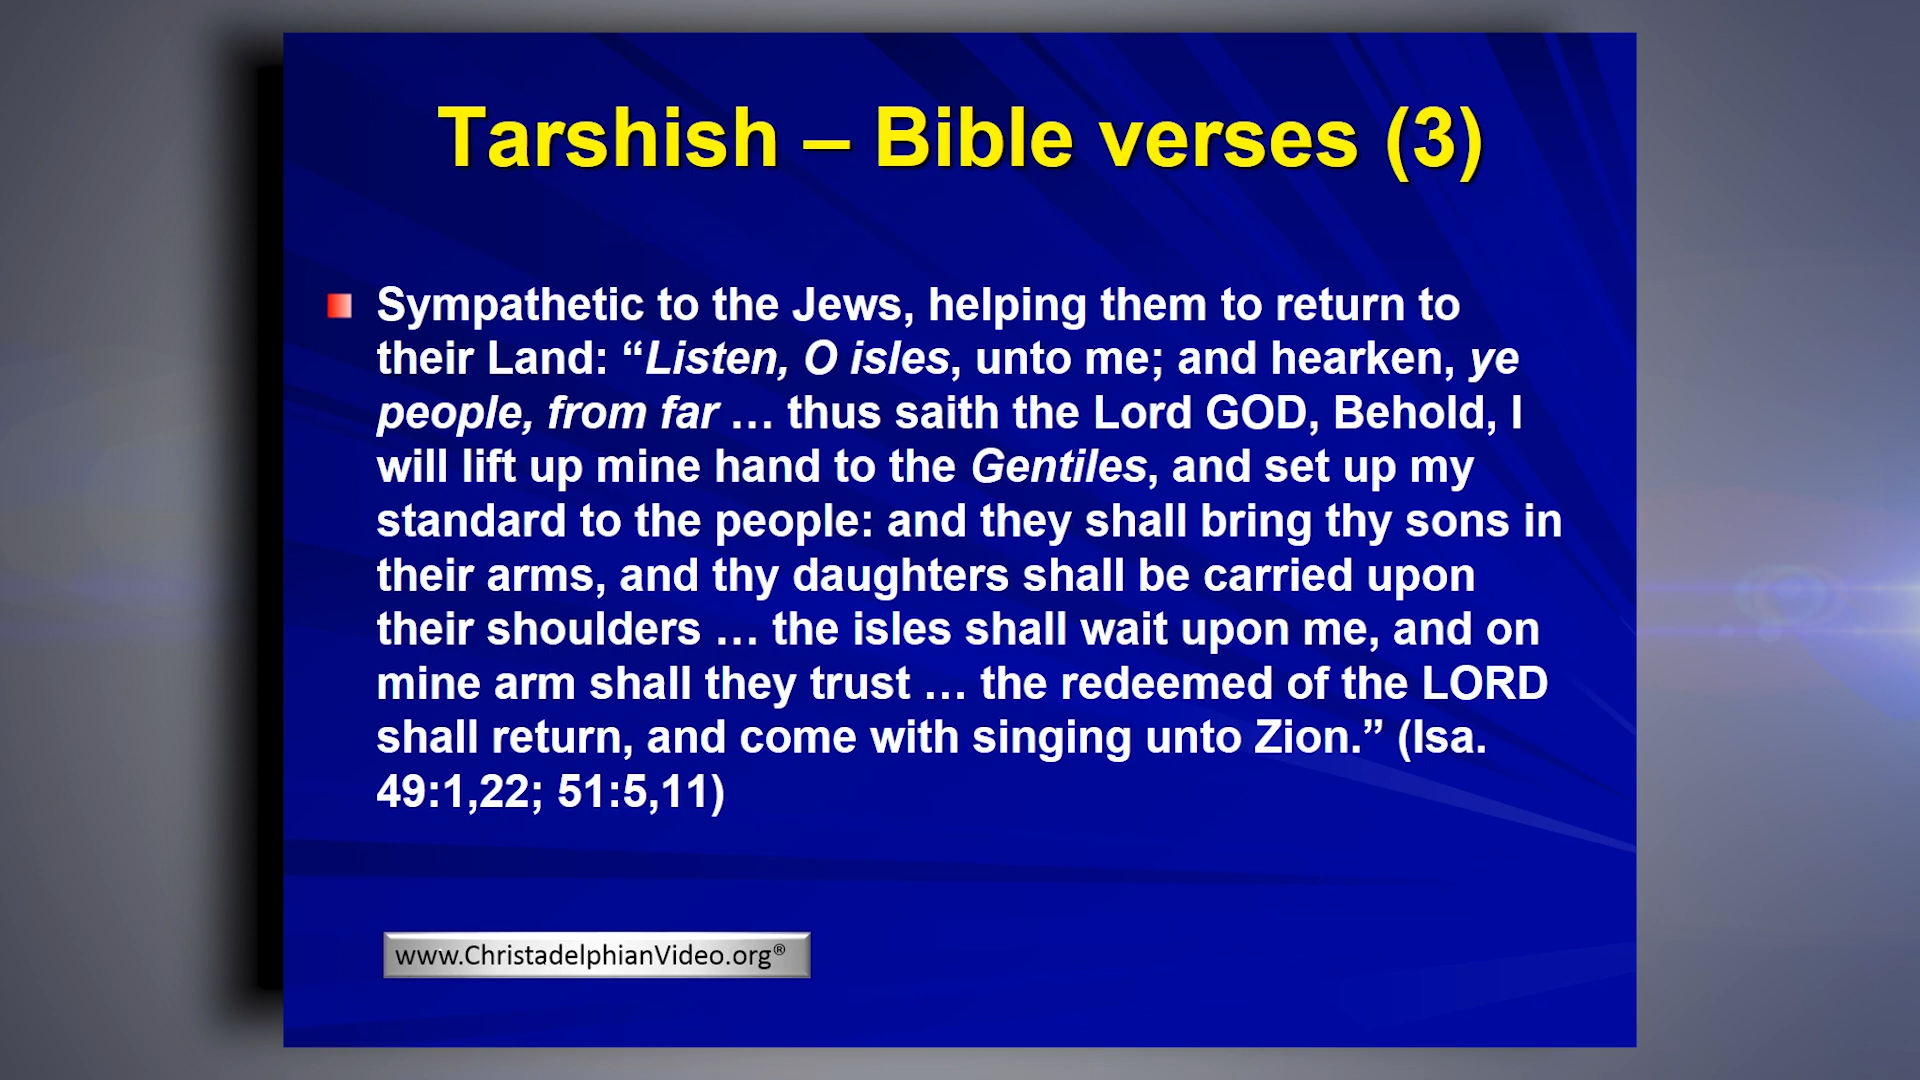 Tarshish – Bible verses (3)
Sympathetic to the Jews, helping them to return to
their Land: “Listen, O isles, unto me; and hearken, ye
people, from far … thus saith the Lord GOD, Behold, I
will lift up mine hand to the Gentiles, and set up my
standard to the people: and they shall bring thy sons in
their arms, and thy daughters shall be carried upon
their shoulders … the isles shall wait upon me, and on
mine arm shall they trust … the redeemed of the LORD
shall return, and come with singing unto Zion.” (Isa.
49:1,22; 51:5,11)
www.ChristadelphianVideo.org®